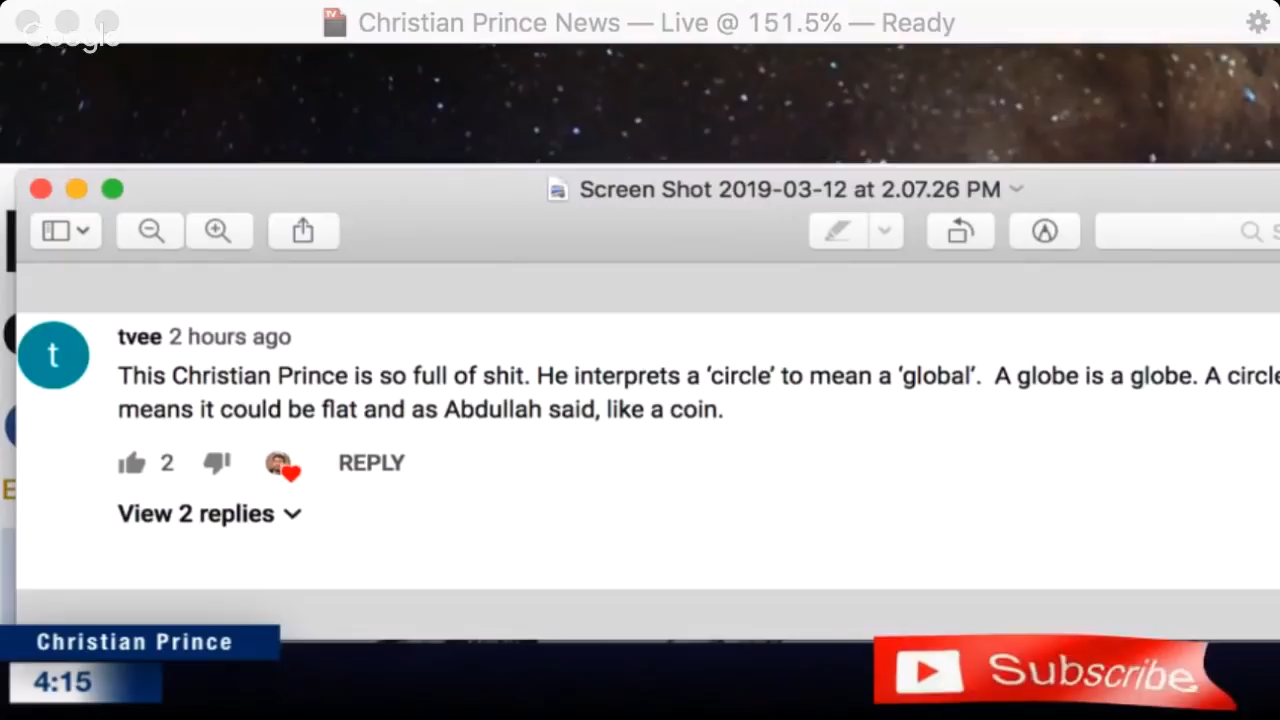 Christian Prince News — Live @ 151.5% — Ready
Google
Screen Shot 2019-03-12 at 2.07.26 PM
t
tvee 2 hours ago
This Christian Prince is so full of shit. He interprets a ‘circle’ to mean a ‘global’.  A globe is a globe. A circle
means it could be flat and as Abdullah said, like a coin.
2
REPLY
View 2 replies
Christian Prince
4:15
Subscribe